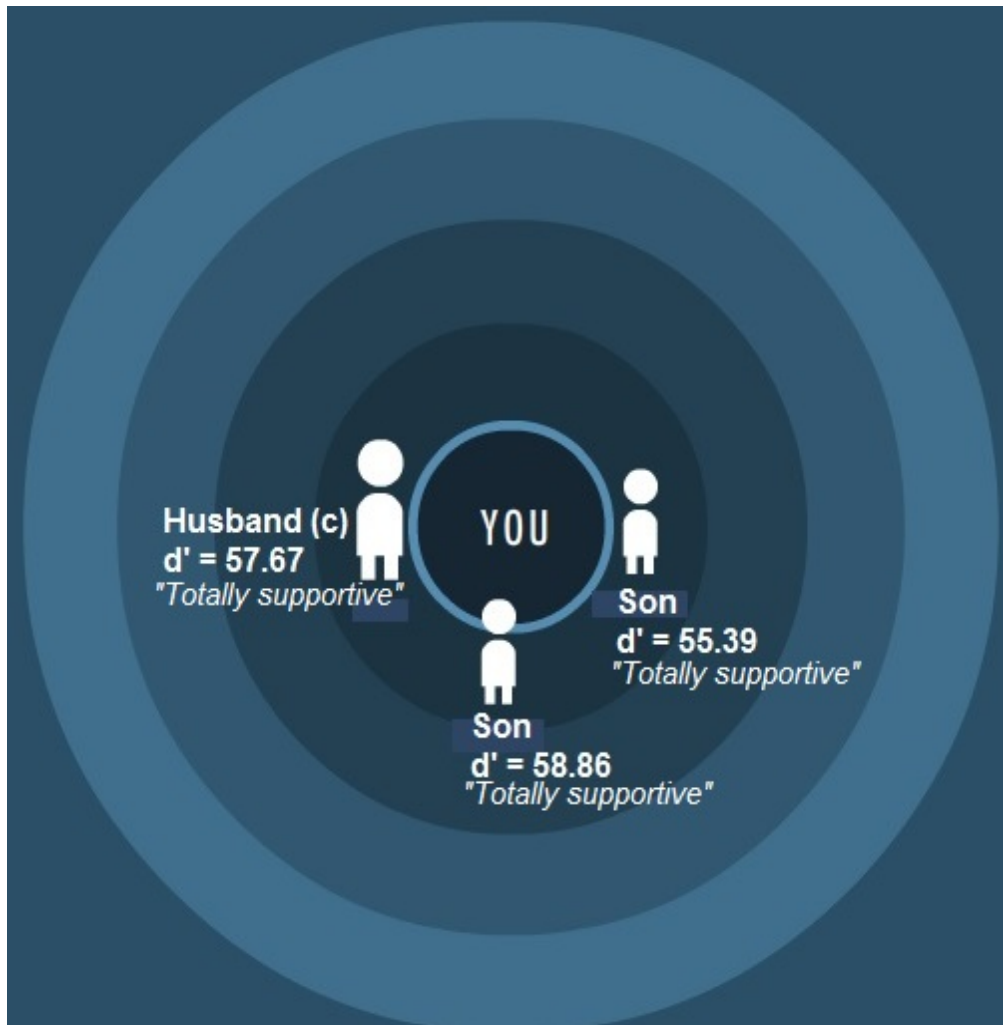 YOU
Husband (c)
d' = 57.67
"Totally supportive"
Son
d' = 55.39
"Totally supportive"
Son
d' = 58.86
"Totally supportive"